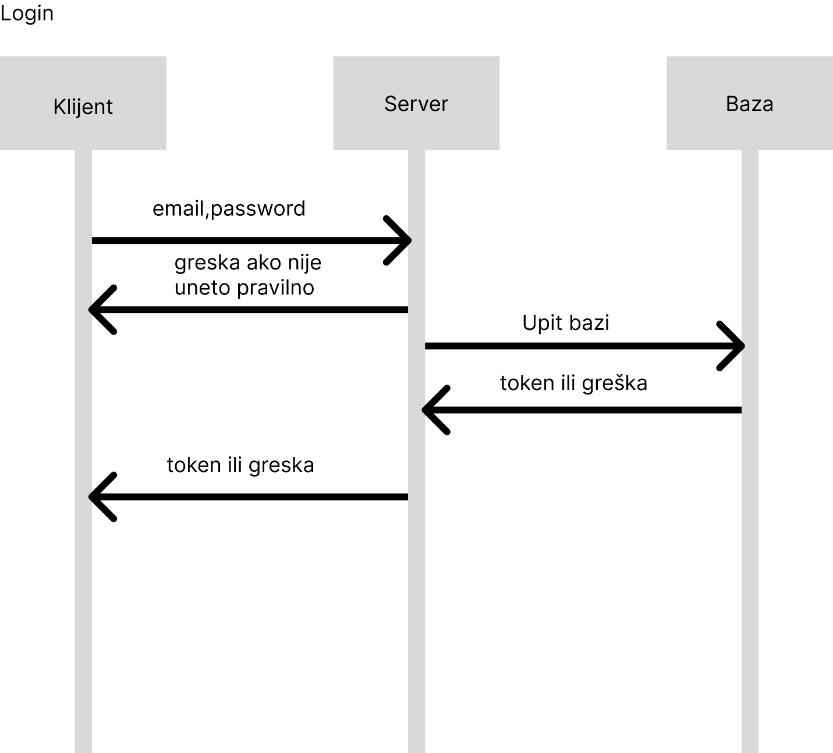 Login
Klijent
Server
Baza
email,password
greska ako nije
uneto pravilno
Upit bazi
token ili greška
token ili greska